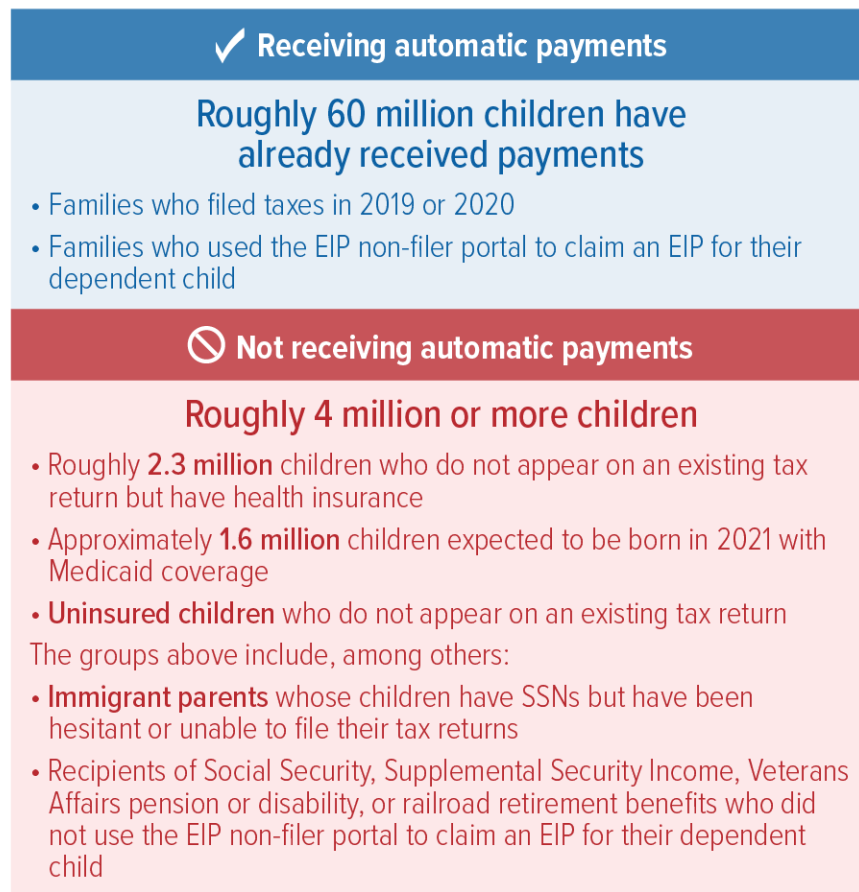 Receiving automatic payments
Roughly 60 million children have
already received payments
• Families who filed taxes in 2019 or 2020
• Families who used the EIP non-filer portal to claim an EIP for their
dependent child
Not receiving automatic payments
Roughly 4 million or more children
• Roughly 2.3 million children who do not appear on an existing tax
return but have health insurance
• Approximately 1.6 million children expected to be born in 2021 with
Medicaid coverage
• Uninsured children who do not appear on an existing tax return
The groups above include, among others:
• Immigrant parents whose children have SSNs but have been
hesitant or unable to file their tax returns
• Recipients of Social Security, Supplemental Security Income, Veterans
Affairs pension or disability, or railroad retirement benefits who did
not use the EIP non-filer portal to claim an EIP for their dependent
child